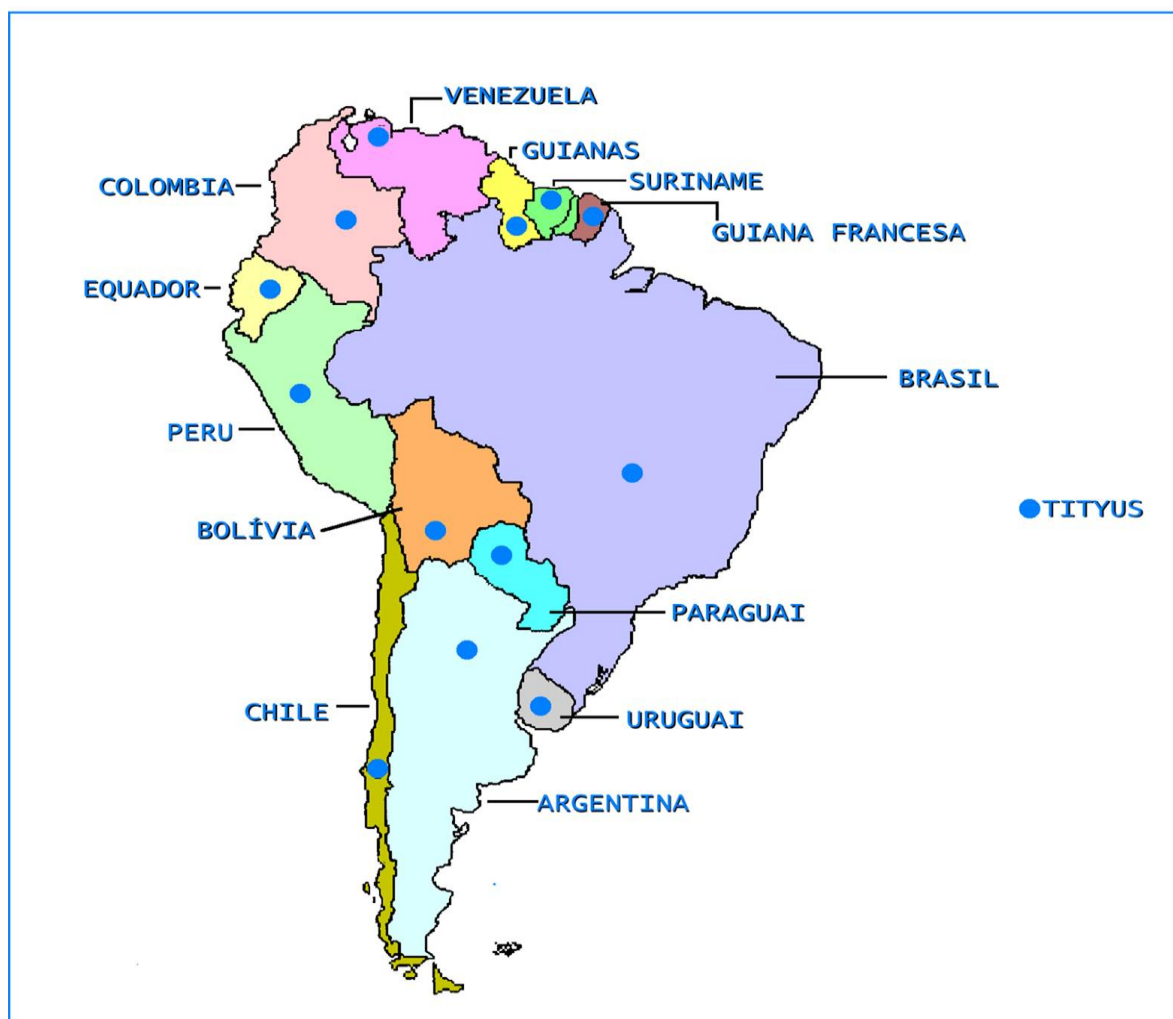 VENEZUELA
GUIANAS
COLOMBIA
SURINAME
GUIANA FRANCESA
EQUADOR
BRASIL
PERU
TITYUS
BOLÍVIA
PARAGUAI
CHILE
URUGUAI
ARGENTINA